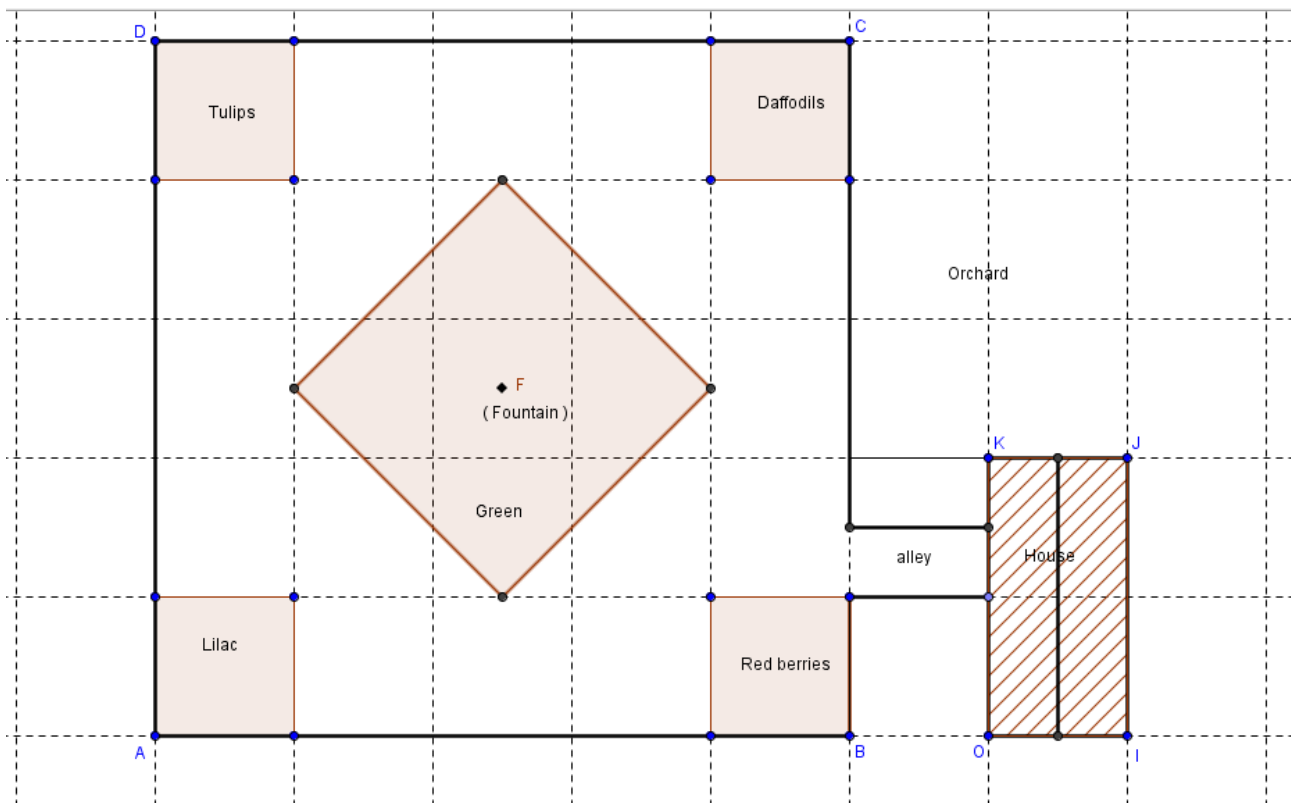 D
C
Tulips
Daffodils
Orchard
F
( Fountain )
K
J
Green
alley
House
Lilac
Red berries
A
B
O
I